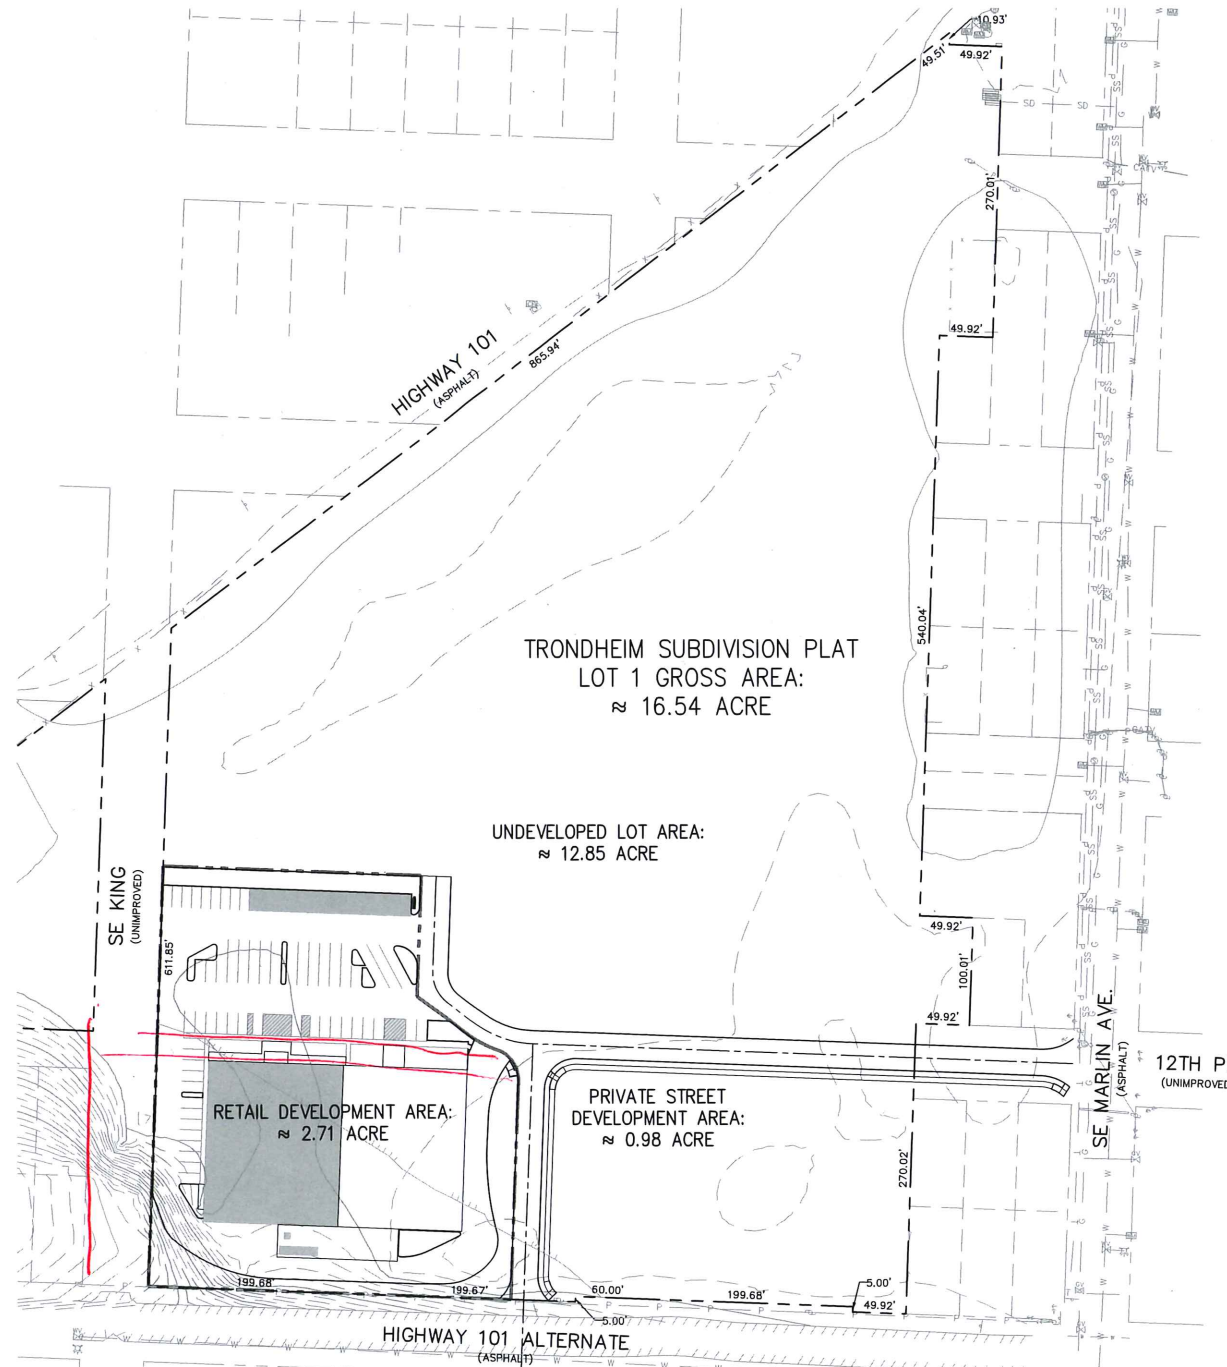 10.93'
49.51'
49.92'
SD
SD
270.01'
CATV
49.92'
HIGHWAY 101
(ASPHALT)
865.94'
540.04'
TRONDHEIM SUBDIVISION PLAT
LOT 1 GROSS AREA:
≈ 16.54 ACRE
UNDEVELOPED LOT AREA:
≈ 12.85 ACRE
SE KING
(UNIMPROVED)
611.85'
49.92'
100.01'
49.92'
SE MARLIN AVE.
(ASPHALT)
12TH P
(UNIMPROVED
RETAIL DEVELOPMENT AREA:
≈ 2.71 ACRE
PRIVATE STREET
DEVELOPMENT AREA:
≈ 0.98 ACRE
270.02'
199.68'
199.67'
60.00'
199.68'
5.00'
49.92'
5.00'
HIGHWAY 101 ALTERNATE
(ASPHALT)